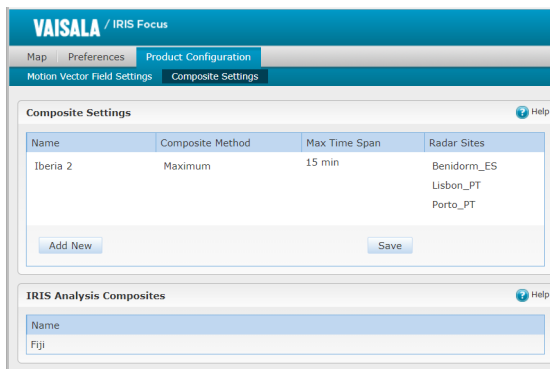 VAISALA / IRIS Focus
Map Preferences Product Configuration
Motion Vector Field Settings Composite Settings
Composite Settings
? Help
Name Composite Method Max Time Span Radar Sites
Iberia 2 Maximum 15 min Benidorm_ES
Lisbon_PT
Porto_PT
Add New Save
IRIS Analysis Composites
? Help
Name
Fiji